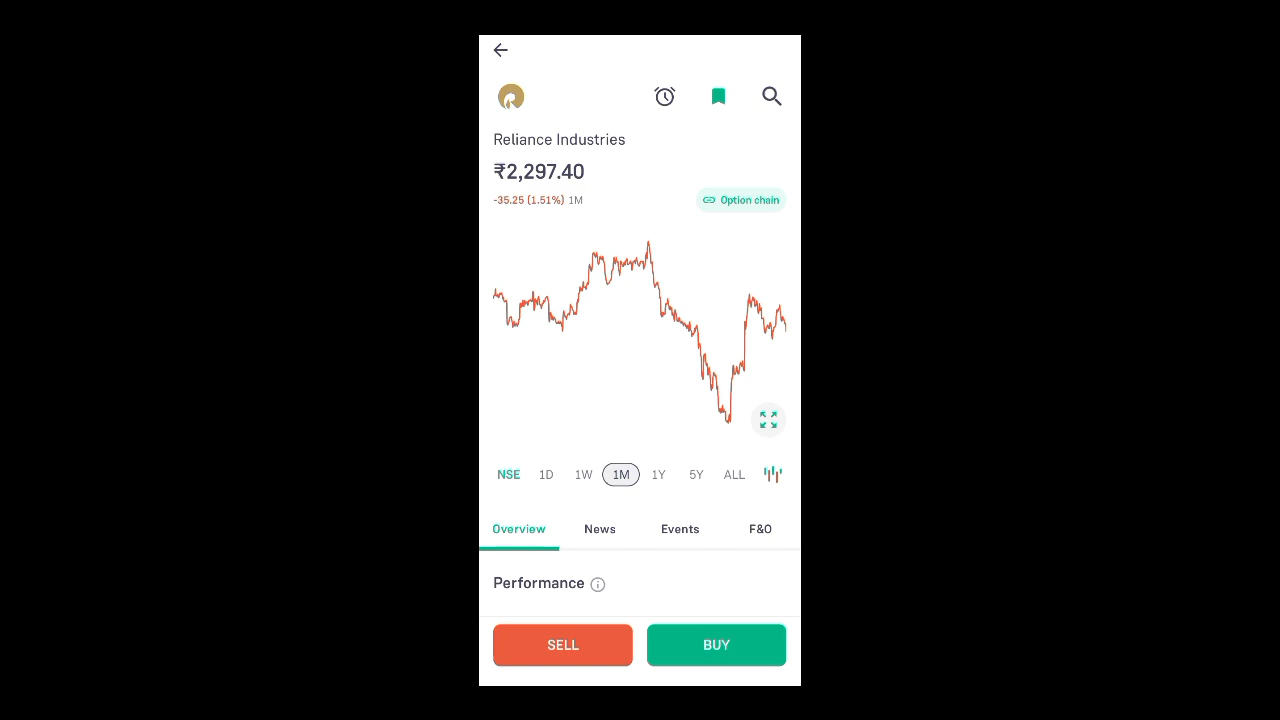 Reliance Industries
₹2,297.40
-35.25 (1.51%) 1M
Option chain
NSE 1D 1W 1M 1Y 5Y ALL
Overview News Events F&O
Performance
SELL BUY